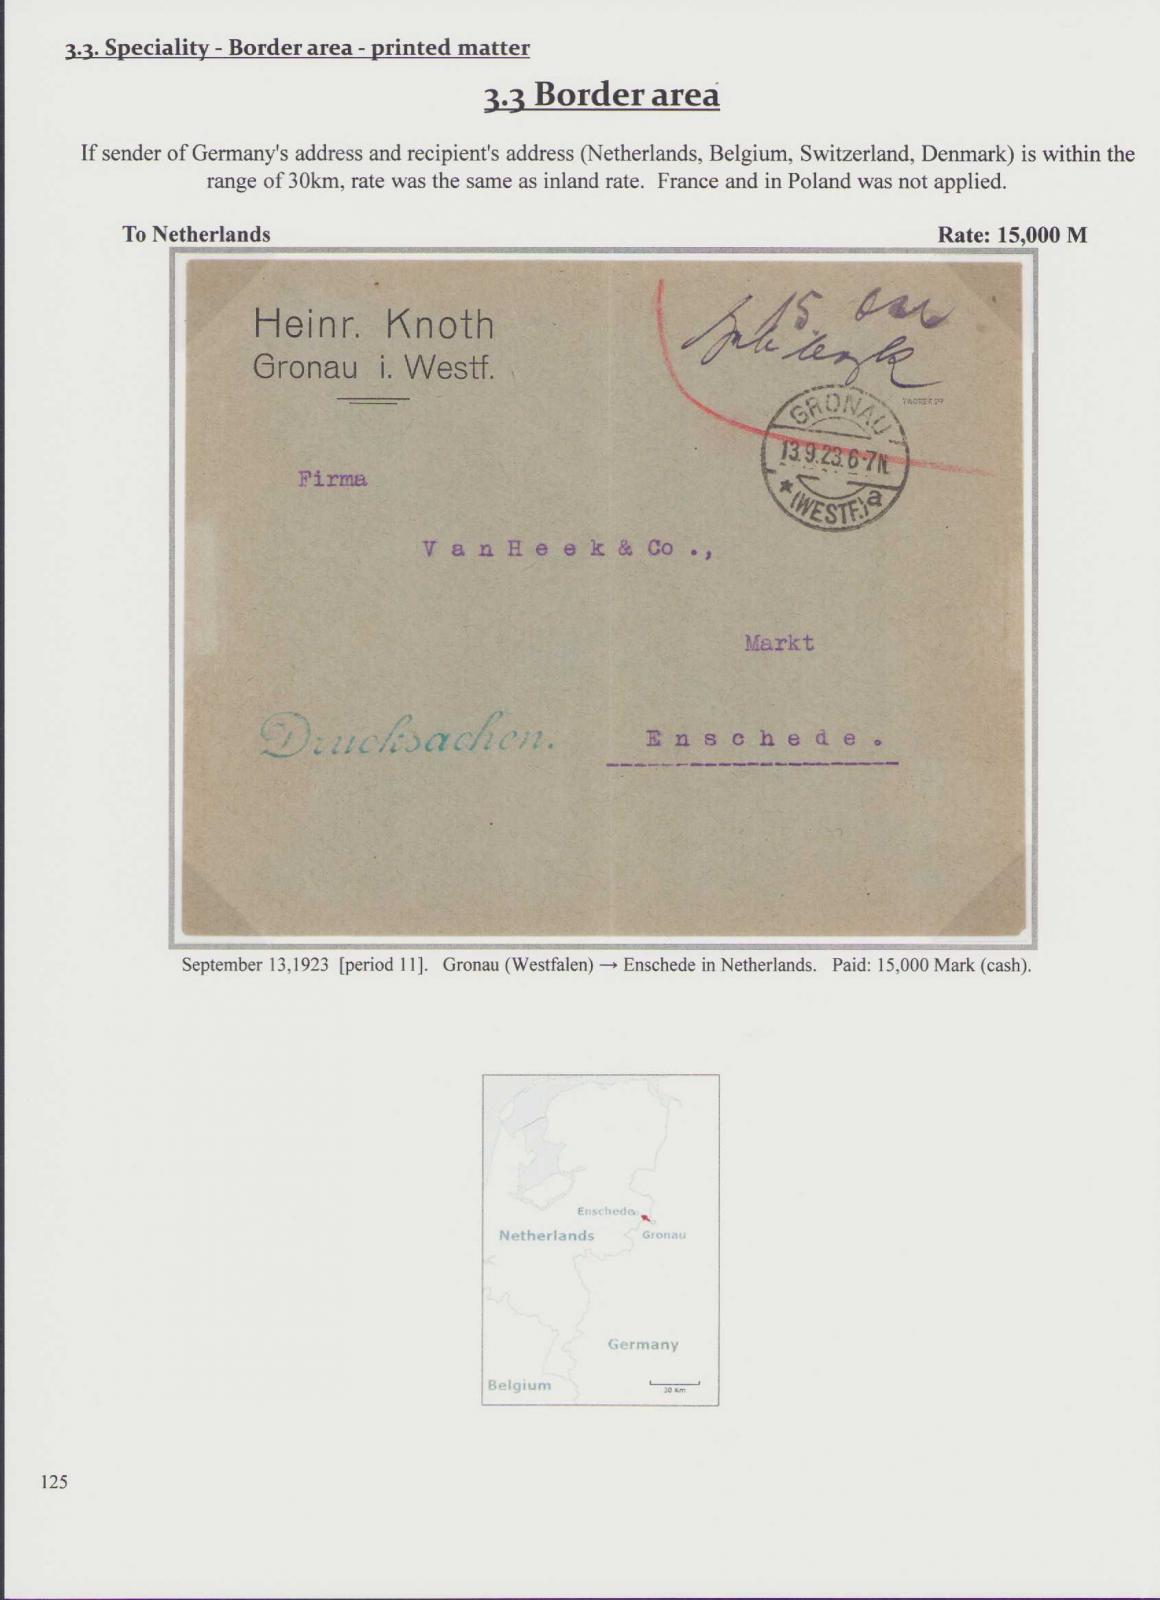 3.3. Speciality - Border area - printed matter
3.3 Border area
If sender of Germany's address and recipient's address (Netherlands, Belgium, Switzerland, Denmark) is within the
range of 30km, rate was the same as inland rate. France and in Poland was not applied.
To Netherlands
Rate: 15,000 M
Heinr. Knoth
Gronau i. Westf.
15.
GRONAU
13.9.23.6-7N.
* (WESTF.) a
Firma
VanHeek & Co.,
Markt
Drucksachen.
Enschede.
September 13,1923 [period 11]. Gronau (Westfalen) → Enschede in Netherlands. Paid: 15,000 Mark (cash).
Enschede
Netherlands
Gronau
Germany
Belgium
30 Km
125